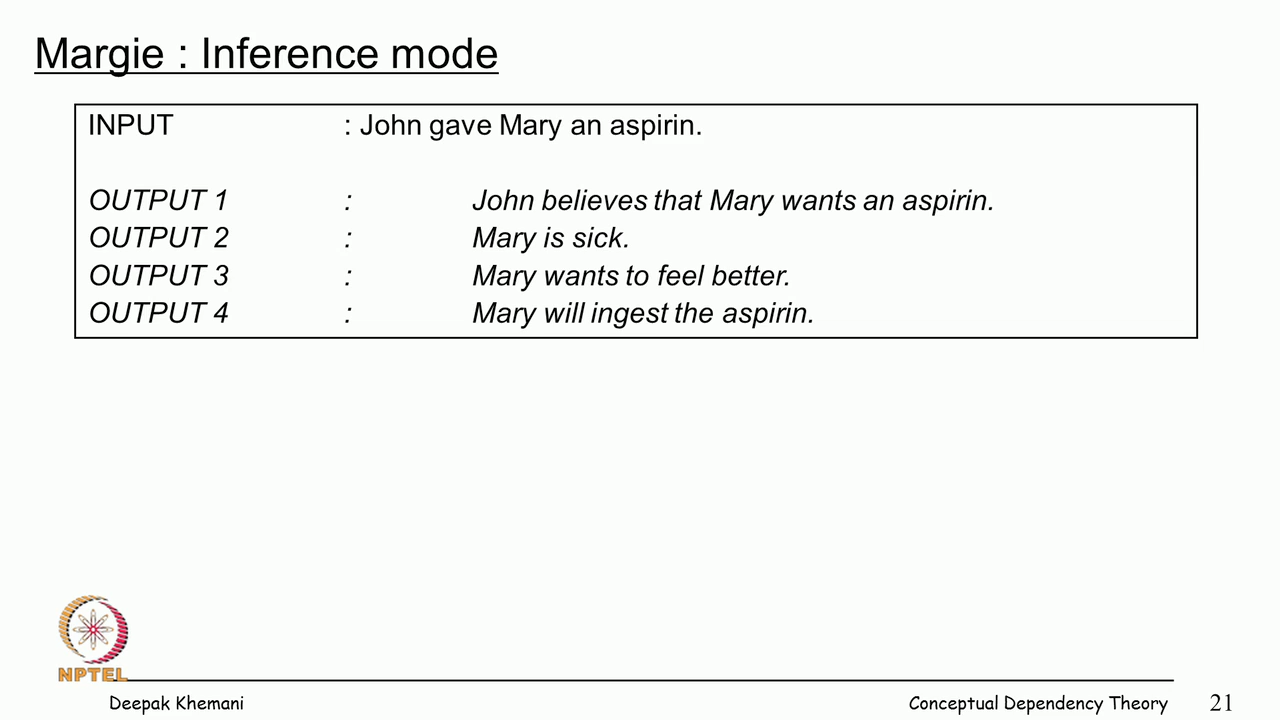 Margie : Inference mode
INPUT : John gave Mary an aspirin.
OUTPUT 1 : John believes that Mary wants an aspirin.
OUTPUT 2 : Mary is sick.
OUTPUT 3 : Mary wants to feel better.
OUTPUT 4 : Mary will ingest the aspirin.
NPTEL
Deepak Khemani Conceptual Dependency Theory 21